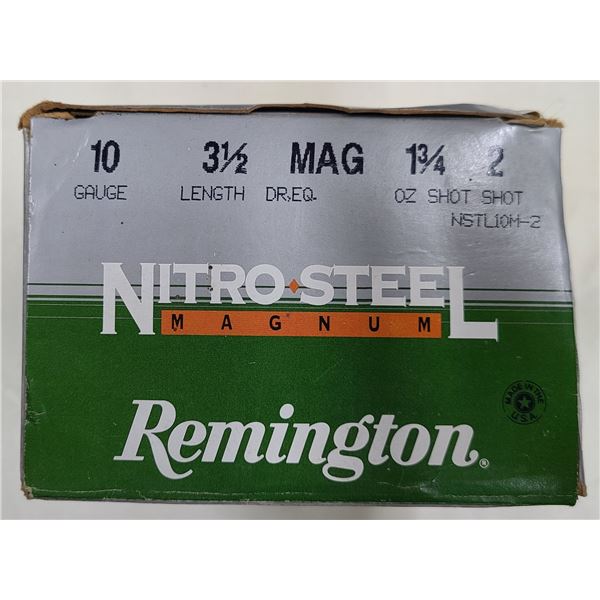 10 3½ MAG 1¾ 2
GAUGE LENGTH DR.EQ. OZ SHOT SHOT
NSTL10M-2
NITRO•STEEL
MAGNUM
MADE IN THE
U.S.A.
Remington®